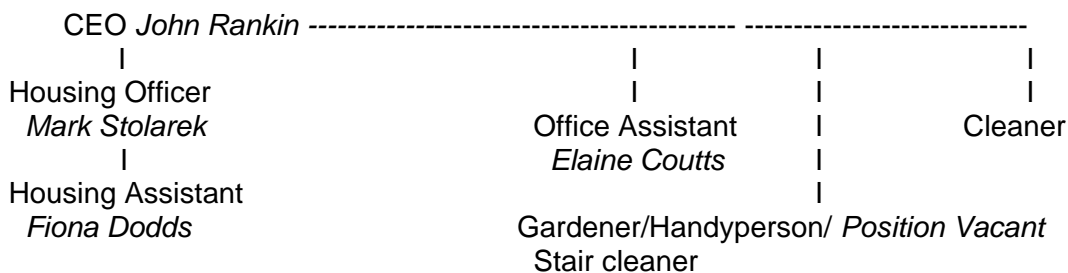 CEO John Rankin -------------------------------------------- -----------------------------
I I I I
Housing Officer I I I
Mark Stolarek Office Assistant I Cleaner
I Elaine Coutts I
Housing Assistant I
Fiona Dodds Gardener/Handyperson/ Position Vacant
Stair cleaner